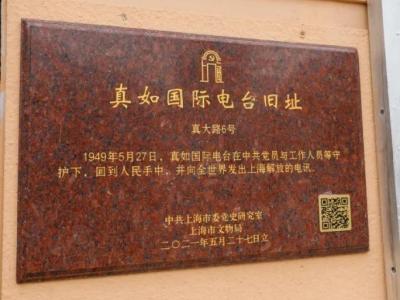 真如国际电台旧址
真大路6号
1949年5月27日，真如国际电台在中共党员与工作人员等守
护下，回到人民手中，并向全世界发出上海解放的电讯。
中共上海市委党史研究室
上海市文物局
二〇二一年五月二十七日立